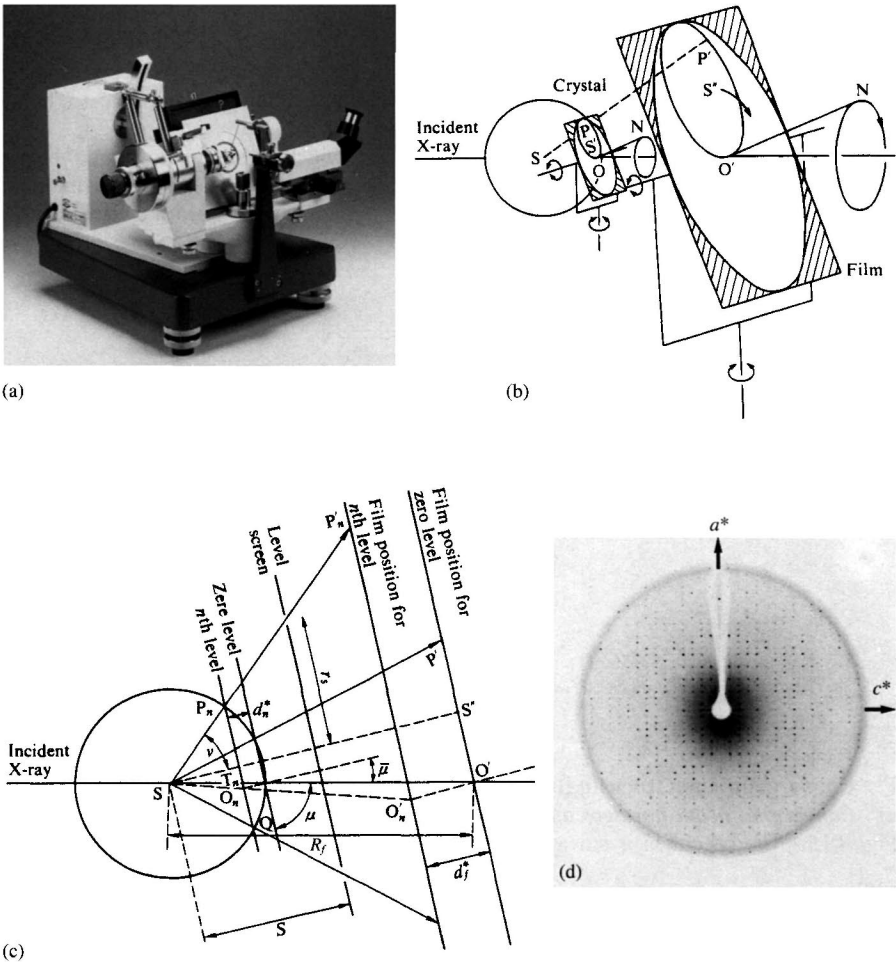 (a)
Incident
X-ray
Crystal
S
P
S'
O
N
P'
S"
O'
N
Film
(b)
Incident
X-ray
S
P_n
ν
T_n
O_n
Q
μ
R_f
S
Zere level
nth level
d*_n
Level
screen
r_s
P'_n
Film position for
nth level
Film position for
zero level
P'
S"
μ̄
O'
O'_n
d*_f
(c)
a*
c*
(d)